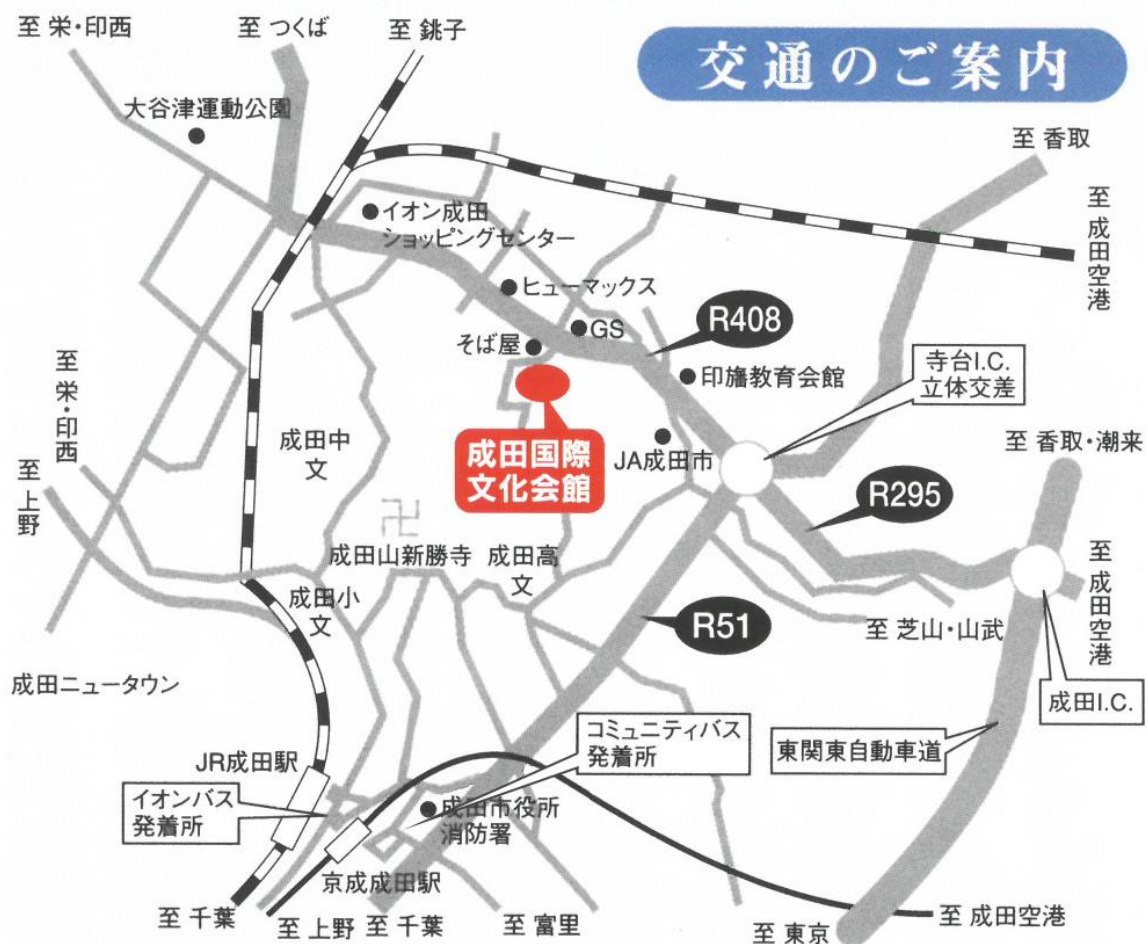 交通のご案内
至 栄・印西
至 つくば
至 銚子
大谷津運動公園
至 香取
至 成田空港
イオン成田
ショッピングセンター
ヒューマックス
GS
そば屋
R408
印旛教育会館
寺台I.C.
立体交差
至 栄・印西
至 上野
成田中
文
成田国際
文化会館
JA成田市
至 香取・潮来
R295
卍
成田山新勝寺
成田高
文
成田小
文
R51
至 芝山・山武
至 成田空港
成田ニュータウン
成田I.C.
コミュニティバス
発着所
東関東自動車道
JR成田駅
イオンバス
発着所
成田市役所
消防署
京成成田駅
至 千葉
至 上野
至 千葉
至 富里
至 東京
至 成田空港